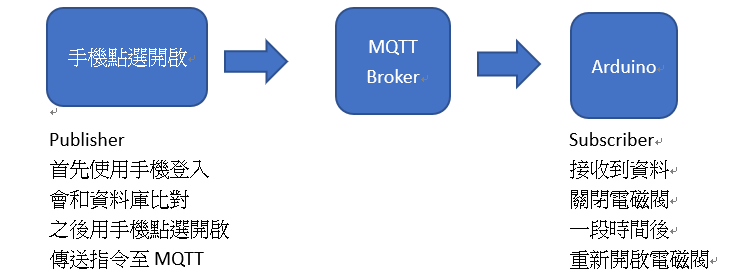 手機點選開啟
MQTT
Broker
Arduino
Publisher
首先使用手機登入
會和資料庫比對
之後用手機點選開啟
傳送指令至 MQTT
Subscriber
接收到資料
關閉電磁閥
一段時間後
重新開啟電磁閥